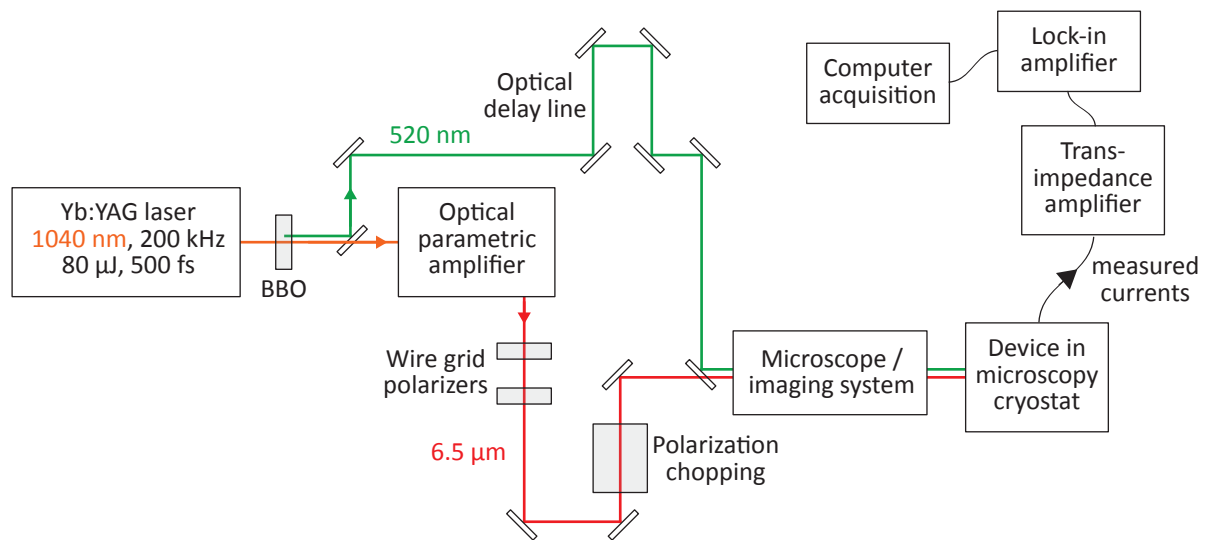 Yb:YAG laser
1040 nm, 200 kHz
80 µJ, 500 fs
BBO
520 nm
Optical
delay line
Optical
parametric
amplifier
Wire grid
polarizers
6.5 µm
Polarization
chopping
Microscope /
imaging system
Device in
microscopy
cryostat
measured
currents
Trans-
impedance
amplifier
Lock-in
amplifier
Computer
acquisition